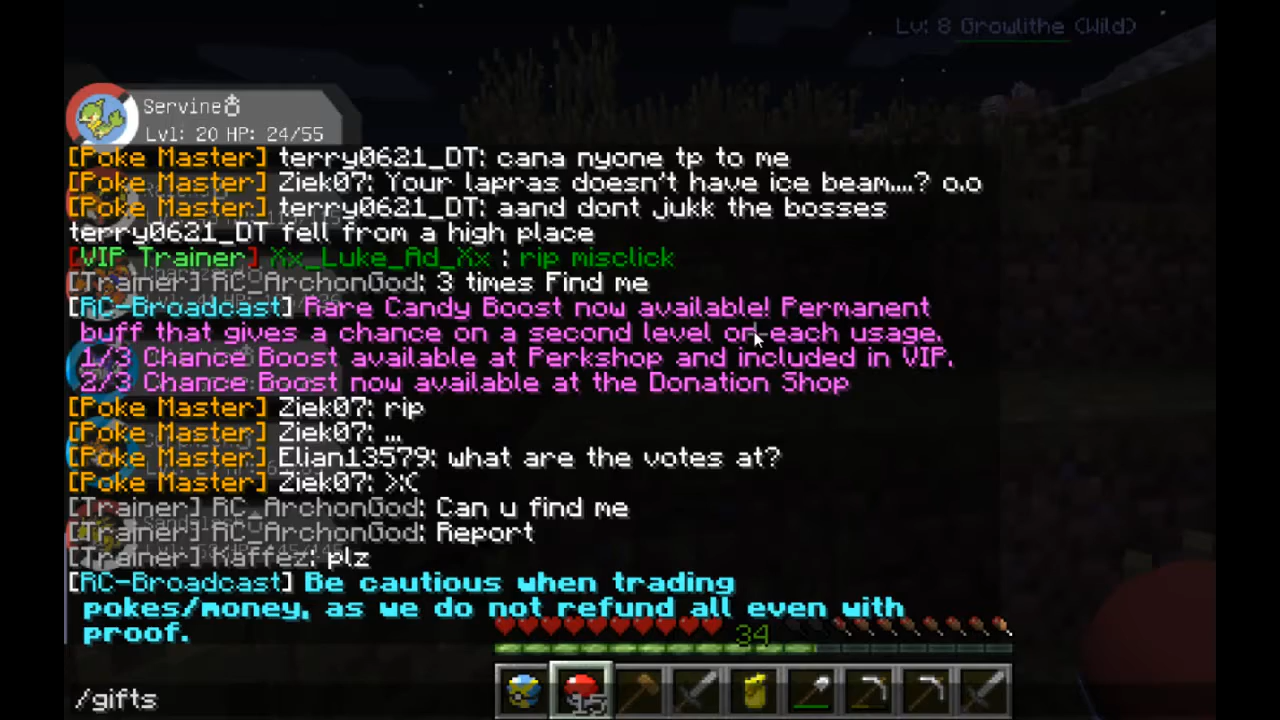 Lv: 8 Growlithe (Wild)
Servine
Lvl: 20 HP: 24/55
[Poke Master] terry0621_DT: cana nyone tp to me
[Poke Master] Ziek07: Your lapras doesn't have ice beam....? o.o
[Poke Master] terry0621_DT: aand dont jukk the bosses
terry0621_DT fell from a high place
[VIP Trainer] Xx_Luke_Ad_Xx : rip misclick
[Trainer] RC_ArchonGod: 3 times Find me
[RC-Broadcast] Rare Candy Boost now available! Permanent
buff that gives a chance on a second level on each usage.
1/3 Chance Boost available at Perkshop and included in VIP.
2/3 Chance Boost now available at the Donation Shop
[Poke Master] Ziek07: rip
[Poke Master] Ziek07: ...
[Poke Master] Elian13579: what are the votes at?
[Poke Master] Ziek07: >:C
[Trainer] RC_ArchonGod: Can u find me
[Trainer] RC_ArchonGod: Report
[Trainer] Kaffez: plz
[RC-Broadcast] Be cautious when trading
pokes/money, as we do not refund all even with
proof.
34
15
/gifts